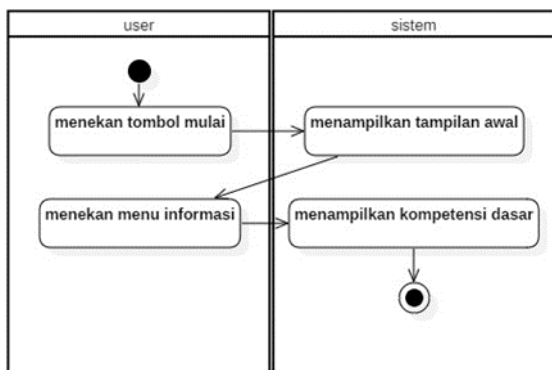 user
sistem
menekan tombol mulai
menampilkan tampilan awal
menekan menu informasi
menampilkan kompetensi dasar